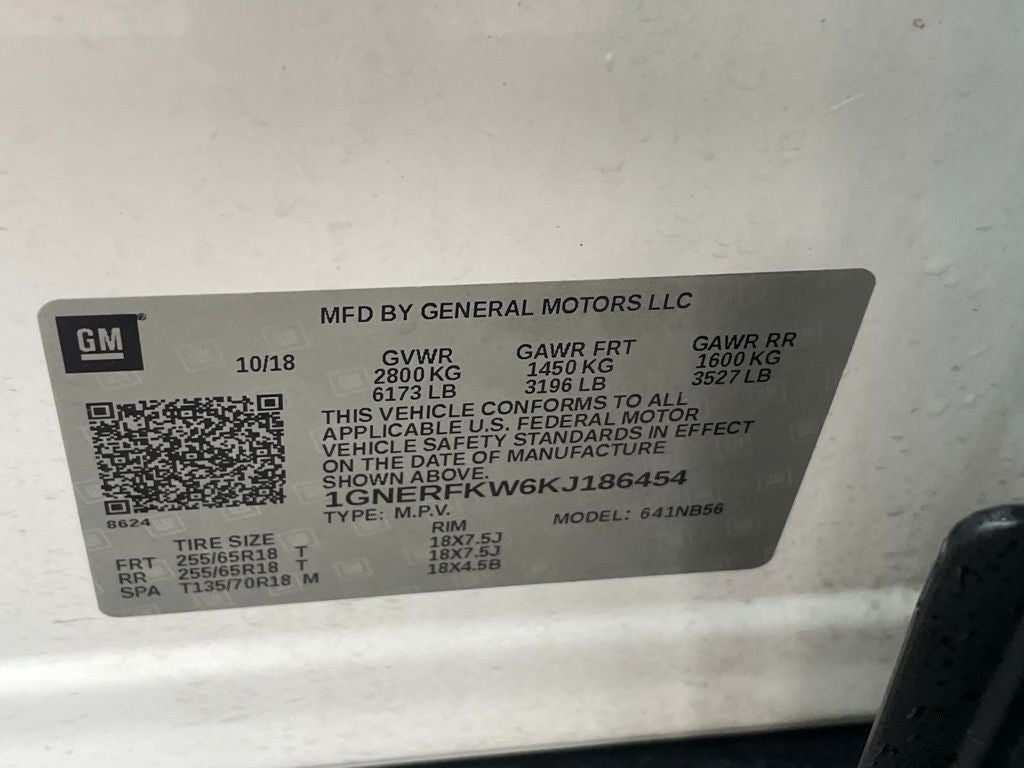 GM
MFD BY GENERAL MOTORS LLC
10/18
GVWR
2800 KG
6173 LB
GAWR FRT
1450 KG
3196 LB
GAWR RR
1600 KG
3527 LB
THIS VEHICLE CONFORMS TO ALL
APPLICABLE U.S. FEDERAL MOTOR
VEHICLE SAFETY STANDARDS IN EFFECT
ON THE DATE OF MANUFACTURE
SHOWN ABOVE.
1GNERFKW6KJ186454
TYPE: M.P.V.
MODEL: 641NB56
8624
TIRE SIZE RIM
FRT 255/65R18 T 18X7.5J
RR 255/65R18 T 18X7.5J
SPA T135/70R18 M 18X4.5B